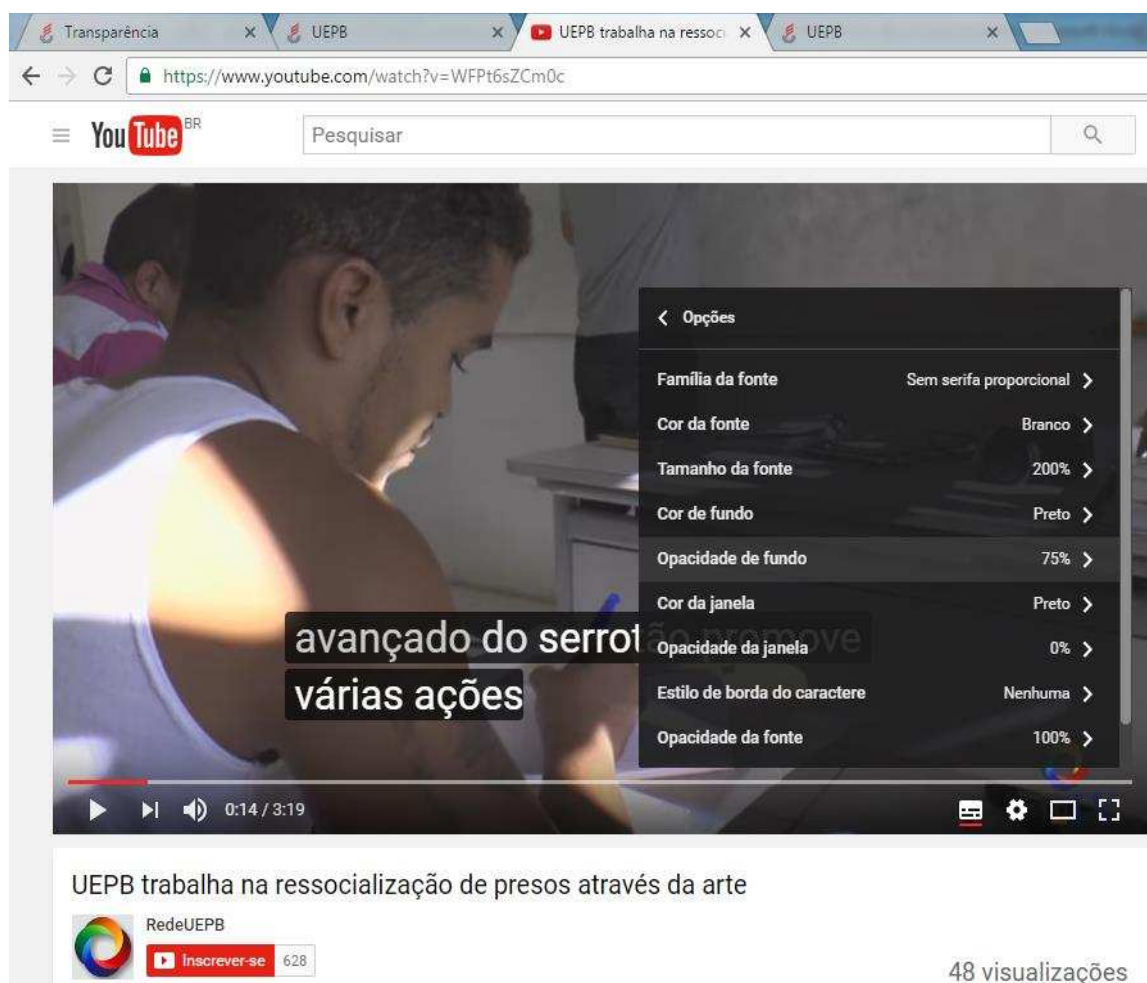 Transparência UEPB UEPB trabalha na ressoci UEPB
https://www.youtube.com/watch?v=WFPt6sZCm0c
YouTube BR Pesquisar
Opções
Família da fonte Sem serifa proporcional
Cor da fonte Branco
Tamanho da fonte 200%
Cor de fundo Preto
Opacidade de fundo 75%
Cor da janela Preto
Opacidade da janela 0%
Estilo de borda do caractere Nenhuma
Opacidade da fonte 100%
avançado do serrotão promove
várias ações
0:14 / 3:19
UEPB trabalha na ressocialização de presos através da arte
RedeUEPB
Inscrever-se 628
48 visualizações